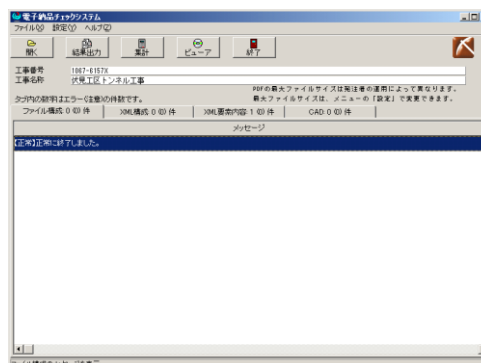 電子納品チェックシステム
ファイル(X) 設定(Y) ヘルプ(Z)
開く 結果出力 集計 ビューア 終了
工事番号 1067-0157X
工事名称 伏見工区トンネル工事
PDFの最大ファイルサイズは発注者の運用によって異なります。
タブ内の数字はエラー(注意)の件数です。 最大ファイルサイズは、メニューの「設定」で変更できます。
ファイル構成:0 (0) 件 XML構成:0 (0) 件 XML要素内容:1 (0) 件 CAD:0 (0) 件
メッセージ
【正常】正常に終了しました。